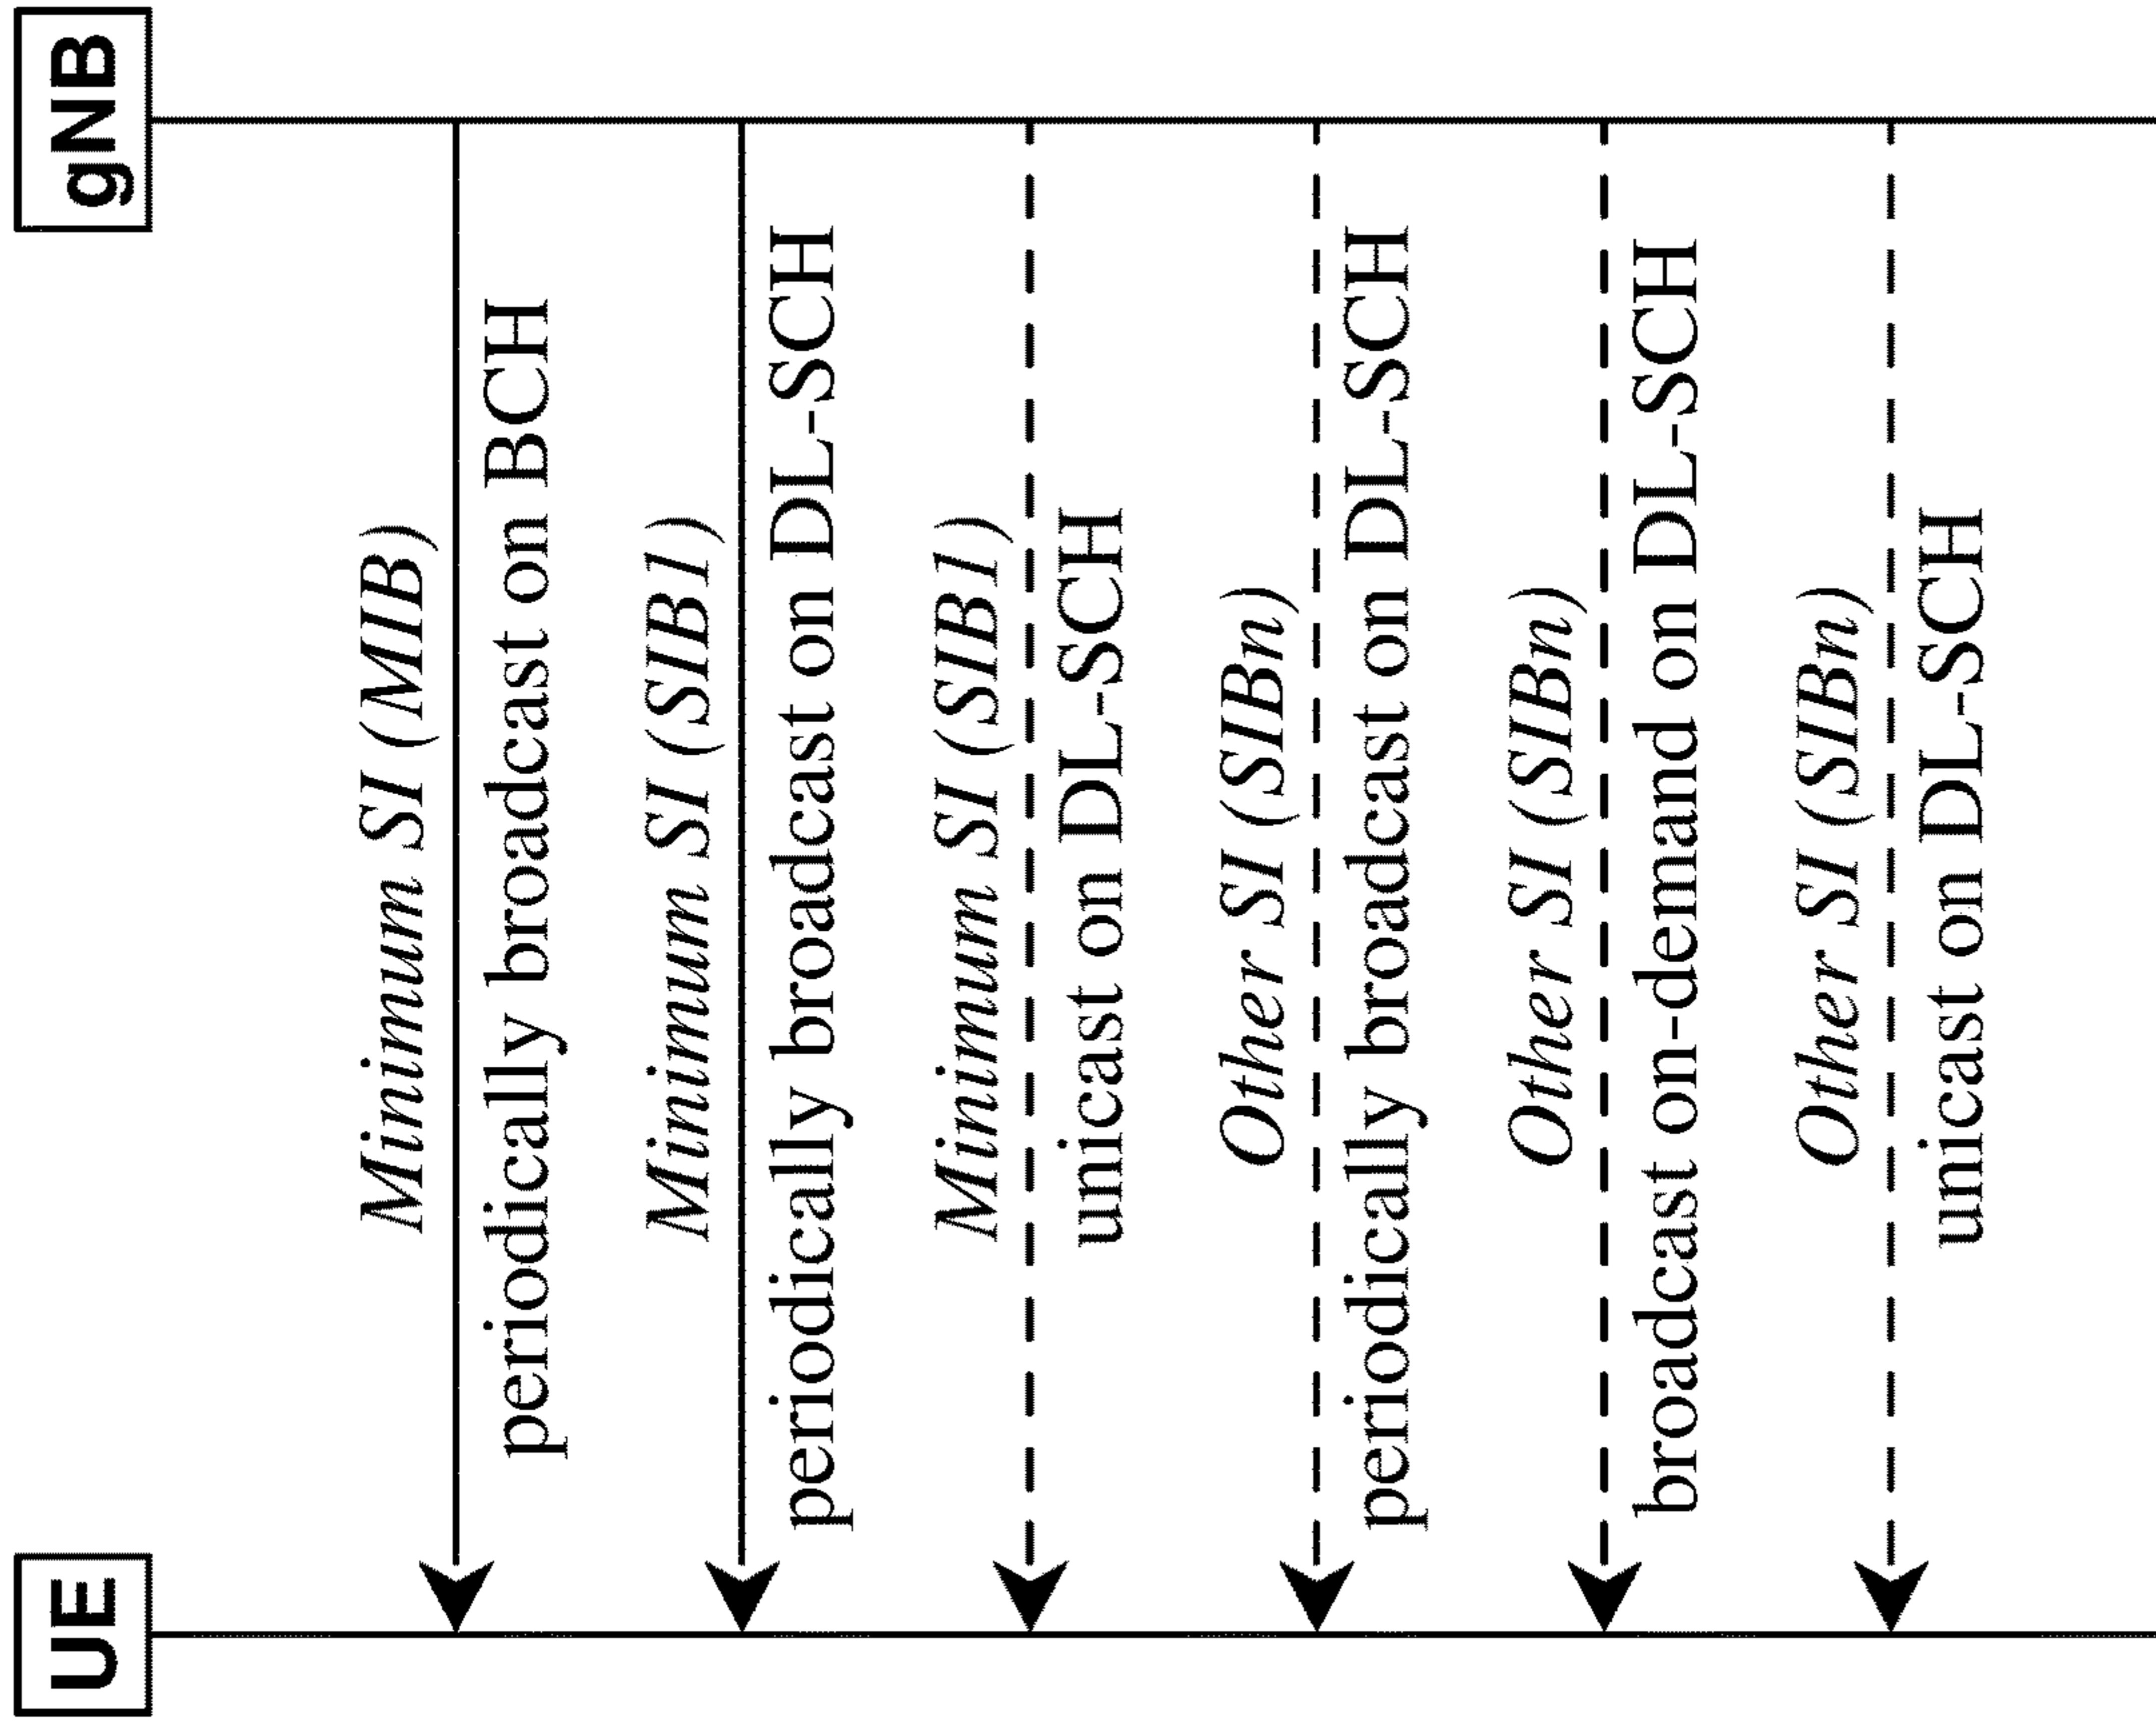 UE
gNB
Minimum SI (MIB)
periodically broadcast on BCH
Minimum SI (SIB1)
periodically broadcast on DL-SCH
Minimum SI (SIB1)
unicast on DL-SCH
Other SI (SIBn)
periodically broadcast on DL-SCH
Other SI (SIBn)
broadcast on-demand on DL-SCH
Other SI (SIBn)
unicast on DL-SCH